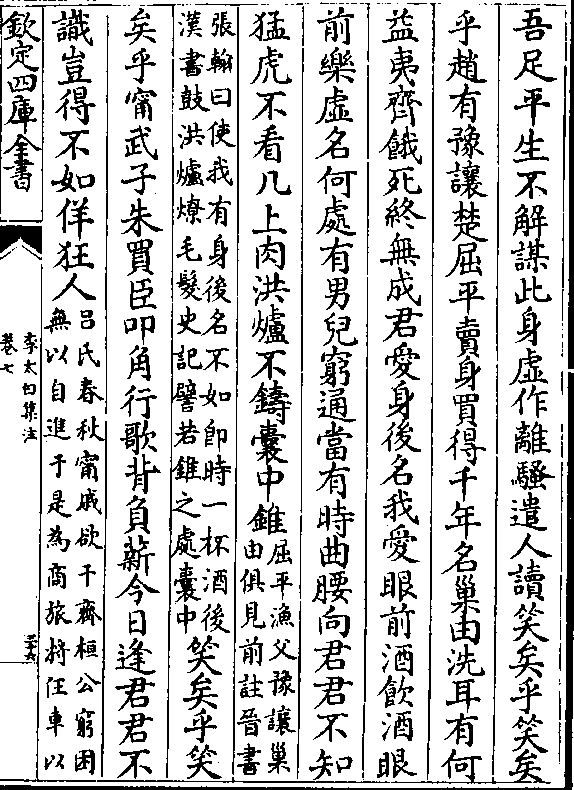 吾足平生不解謀此身虛作離騷遣人讀笑矣乎笑矣
乎趙有豫讓楚屈平賣身買得千年名巢由洗耳有何
益夷齊餓死終無成君愛身後名我愛眼前酒飲酒眼
前樂虛名何處有男兒窮通當有時曲腰向君君不知
猛虎不看几上肉洪爐不鑄囊中錐屈平漁父豫讓巢
由俱見前註晉書
張翰曰使我有身後名不如卽時一杯酒後
漢書鼓洪爐燎毛髮史記譬若錐之處囊中笑矣乎笑
矣乎甯武子朱買臣叩角行歌背負薪今日逢君君不
識豈得不如佯狂人吕氏春秋甯戚欲干齊桓公窮困
無以自進于是為商旅將任車以
欽定四庫全書
李太白集注
卷七
三十六